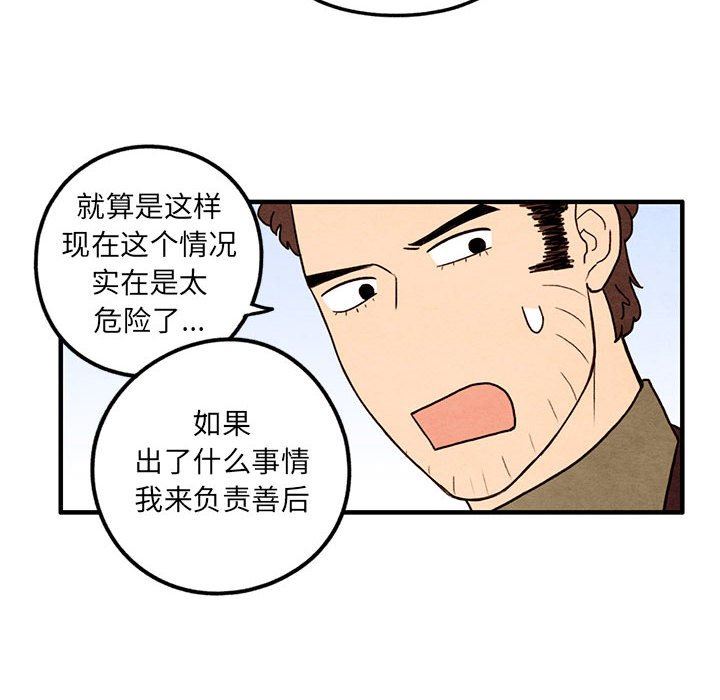 就算是这样
现在这个情况
实在是太
危险了...
如果
出了什么事情
我来负责善后